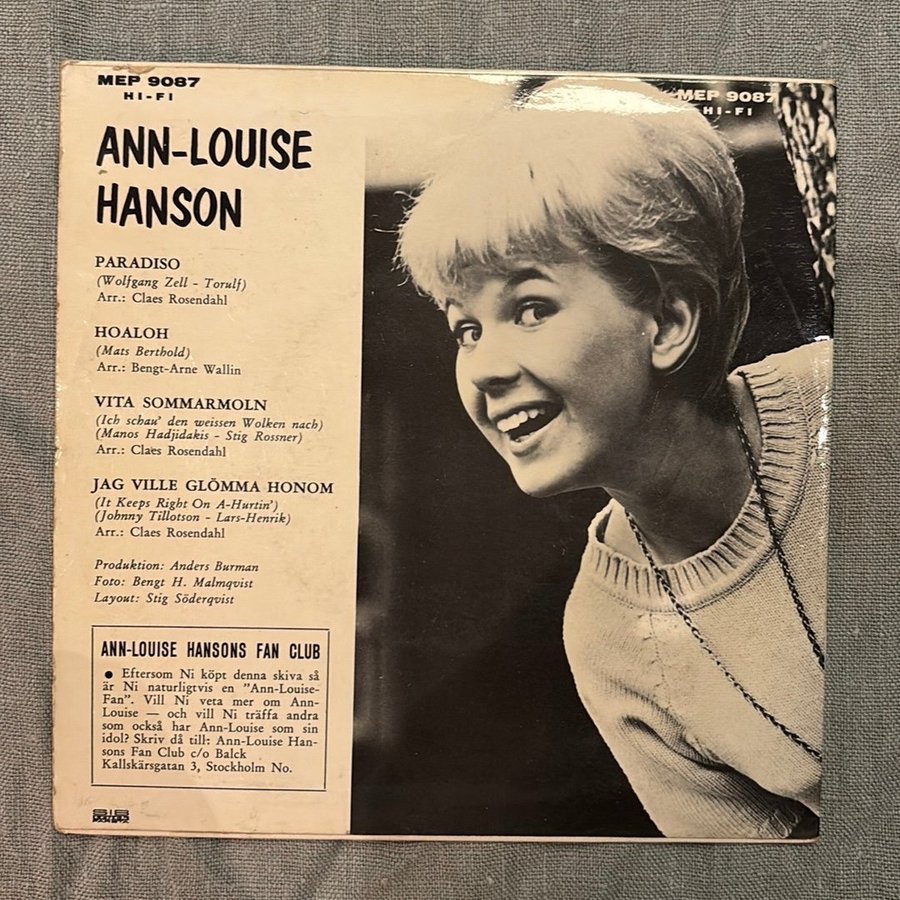 MEP 9087
HI-FI
MEP 9087
HI-FI
ANN-LOUISE
HANSON
PARADISO
(Wolfgang Zell - Torulf)
Arr.: Claes Rosendahl
HOALOH
(Mats Berthold)
Arr.: Bengt-Arne Wallin
VITA SOMMARMOLN
(Ich schau' den weissen Wolken nach)
(Manos Hadjidakis - Stig Rossner)
Arr.: Claes Rosendahl
JAG VILLE GLÖMMA HONOM
(It Keeps Right On A-Hurtin')
(Johnny Tillotson - Lars-Henrik)
Arr.: Claes Rosendahl
Produktion: Anders Burman
Foto: Bengt H. Malmqvist
Layout: Stig Söderqvist
ANN-LOUISE HANSONS FAN CLUB
● Eftersom Ni köpt denna skiva så
är Ni naturligtvis en "Ann-Louise-
Fan". Vill Ni veta mer om Ann-
Louise — och vill Ni träffa andra
som också har Ann-Louise som sin
idol? Skriv då till: Ann-Louise Han-
sons Fan Club c/o Balck
Kallskärsgatan 3, Stockholm No.